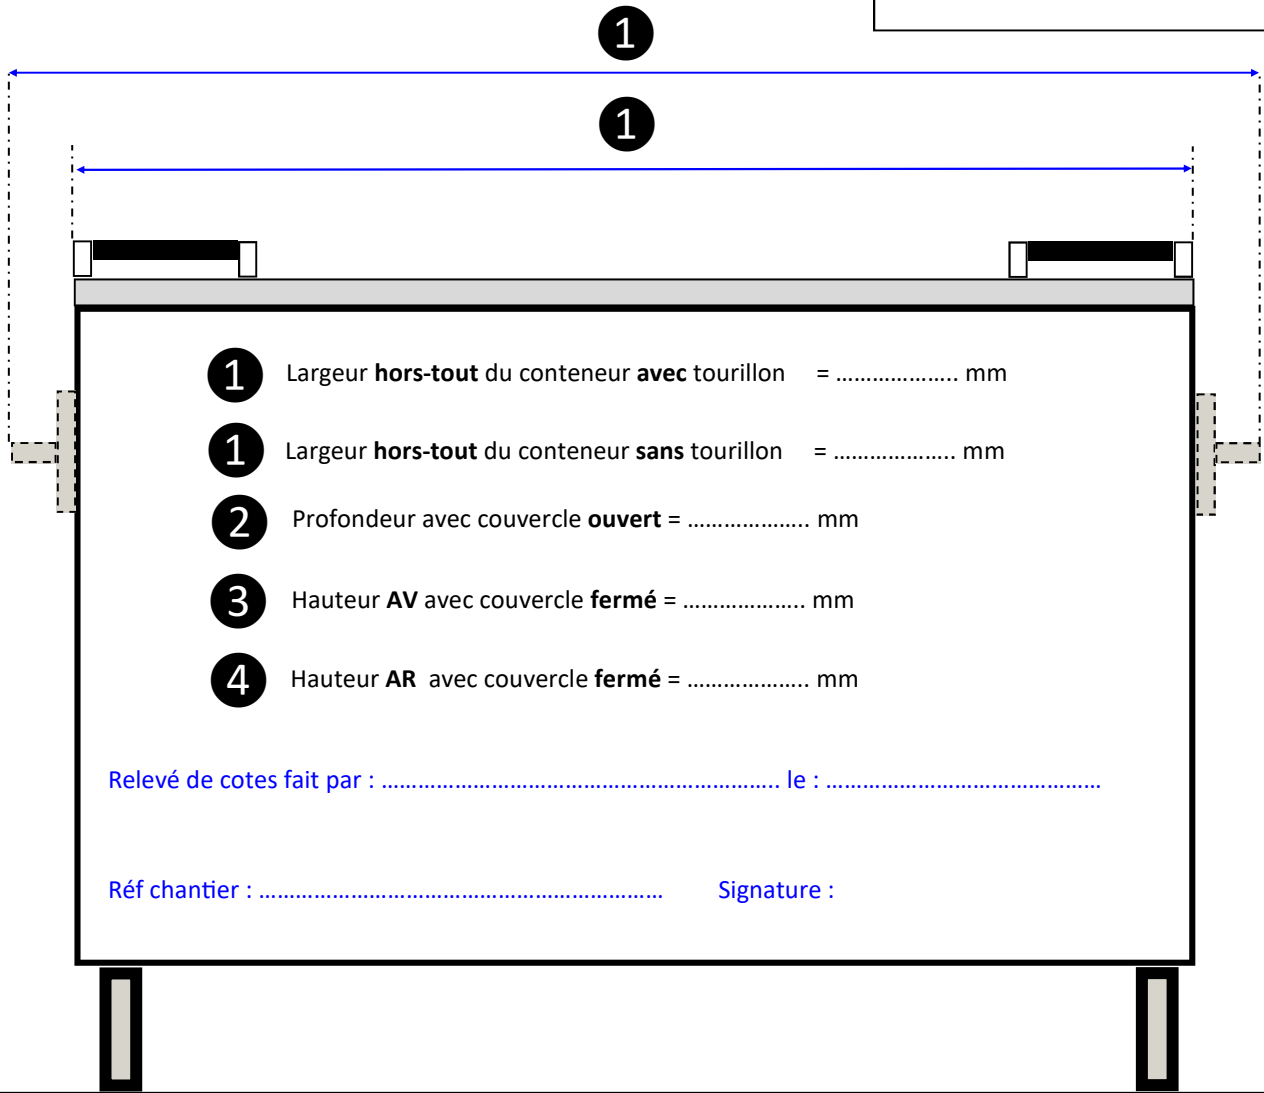 1
1
1 Largeur hors-tout du conteneur avec tourillon = ……………….. mm
1 Largeur hors-tout du conteneur sans tourillon = ……………….. mm
2 Profondeur avec couvercle ouvert = ……………….. mm
3 Hauteur AV avec couvercle fermé = ……………….. mm
4 Hauteur AR avec couvercle fermé = ……………….. mm
Relevé de cotes fait par : ……………………………………………………….. le : ………………………………………
Réf chantier : ………………………………………………………… Signature :